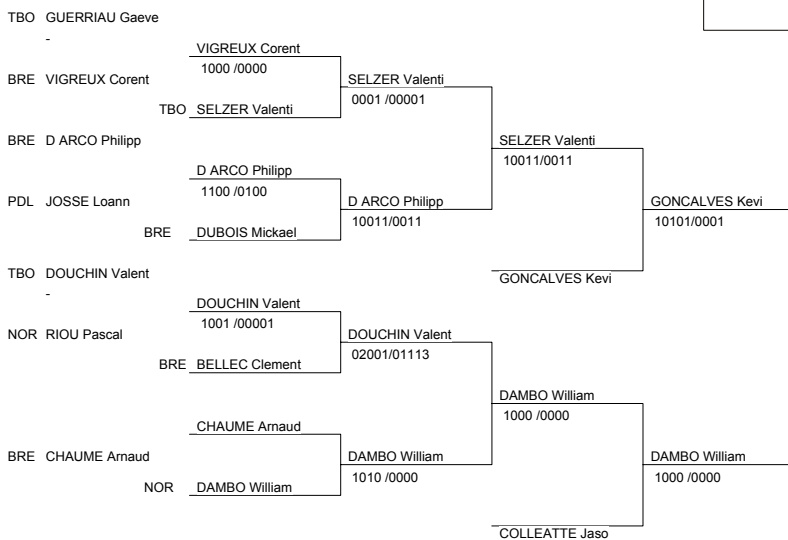 TBO GUERRIAU Gaeve
-
VIGREUX Corent
1000 /0000
BRE VIGREUX Corent
SELZER Valenti
0001 /00001
TBO SELZER Valenti
BRE D ARCO Philipp
SELZER Valenti
10011/0011
D ARCO Philipp
1100 /0100
PDL JOSSE Loann
D ARCO Philipp
10011/0011
GONCALVES Kevi
10101/0001
BRE DUBOIS Mickael
TBO DOUCHIN Valent
-
GONCALVES Kevi
DOUCHIN Valent
1001 /00001
NOR RIOU Pascal
DOUCHIN Valent
02001/01113
BRE BELLEC Clement
DAMBO William
1000 /0000
CHAUME Arnaud
BRE CHAUME Arnaud
DAMBO William
1010 /0000
DAMBO William
1000 /0000
NOR DAMBO William
COLLEATTE Jaso